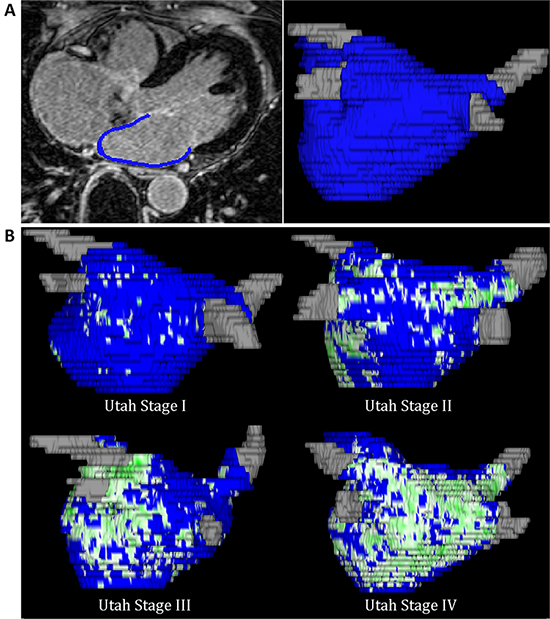 A
B
Utah Stage I
Utah Stage II
Utah Stage III
Utah Stage IV